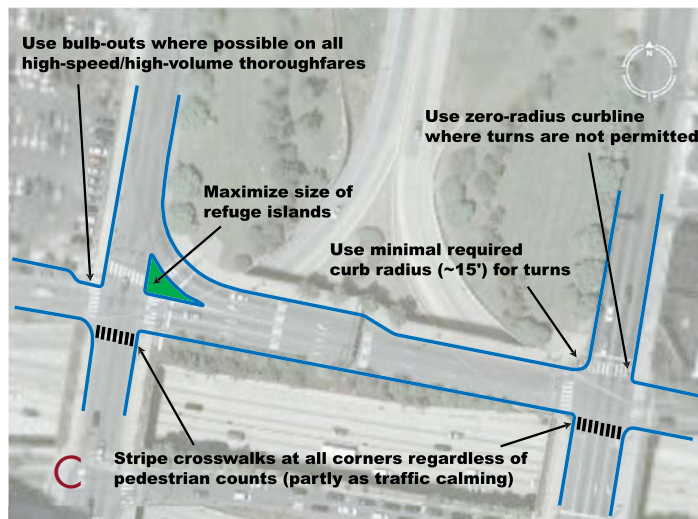 Use bulb-outs where possible on all
high-speed/high-volume thoroughfares
N
Use zero-radius curbline
where turns are not permitted
Maximize size of
refuge islands
Use minimal required
curb radius (~15') for turns
Stripe crosswalks at all corners regardless of
pedestrian counts (partly as traffic calming)
C